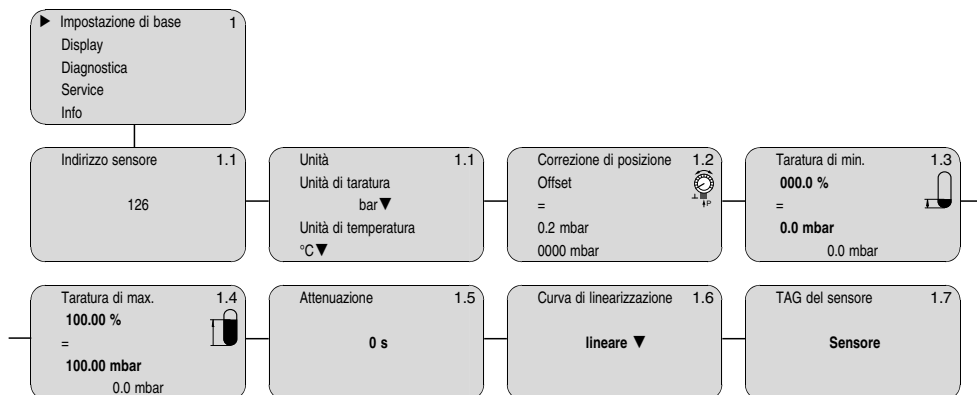 ▶ Impostazione di base 1
Display
Diagnostica
Service
Info
Indirizzo sensore 1.1
126
Unità 1.1
Unità di taratura
bar▼
Unità di temperatura
°C▼
Correzione di posizione 1.2
Offset
=
P
0.2 mbar
0000 mbar
Taratura di min. 1.3
000.0 %
=
0.0 mbar
0.0 mbar
Taratura di max. 1.4
100.00 %
=
100.00 mbar
0.0 mbar
Attenuazione 1.5
0 s
Curva di linearizzazione 1.6
lineare ▼
TAG del sensore 1.7
Sensore